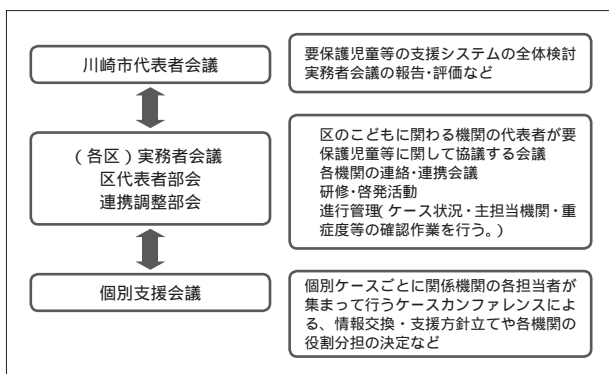 川崎市代表者会議
要保護児童等の支援システムの全体検討
実務者会議の報告・評価など
(各区)実務者会議
区代表者部会
連携調整部会
区のこどもに関わる機関の代表者が要
保護児童等に関して協議する会議
各機関の連絡・連携会議
研修・啓発活動
進行管理(ケース状況・主担当機関・重
症度等の確認作業を行う。)
個別支援会議
個別ケースごとに関係機関の各担当者が
集まって行うケースカンファレンスによ
る、情報交換・支援方針立てや各機関の
役割分担の決定など